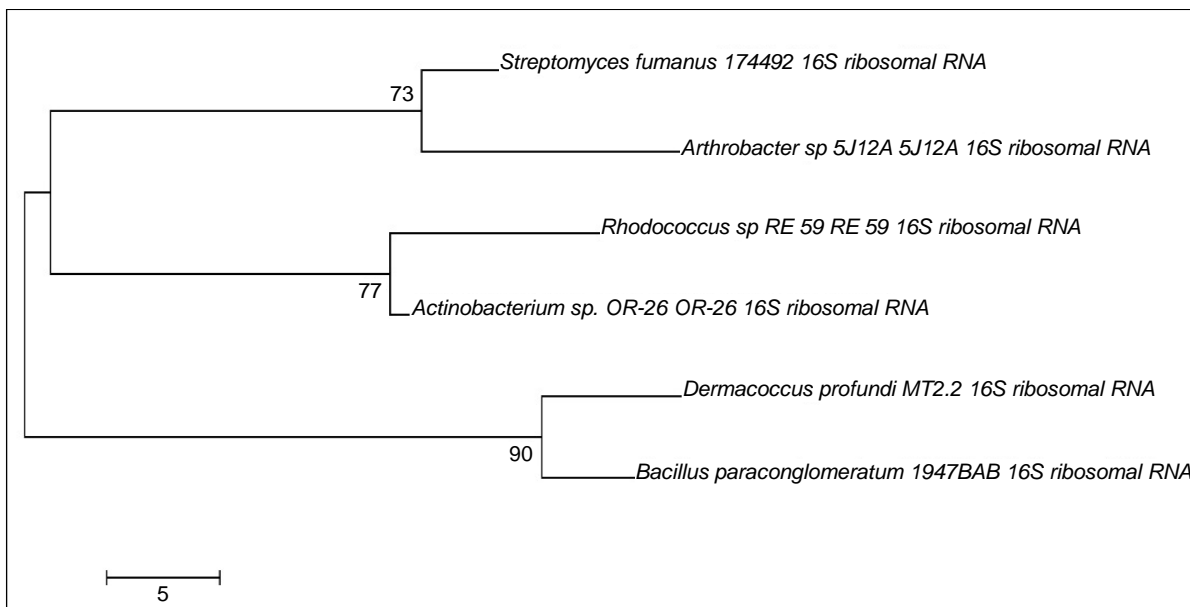 Streptomyces fumanus 174492 16S ribosomal RNA
73
Arthrobacter sp 5J12A 5J12A 16S ribosomal RNA
Rhodococcus sp RE 59 RE 59 16S ribosomal RNA
77
Actinobacterium sp. OR-26 OR-26 16S ribosomal RNA
Dermacoccus profundi MT2.2 16S ribosomal RNA
90
Bacillus paraconglomeratum 1947BAB 16S ribosomal RNA
5